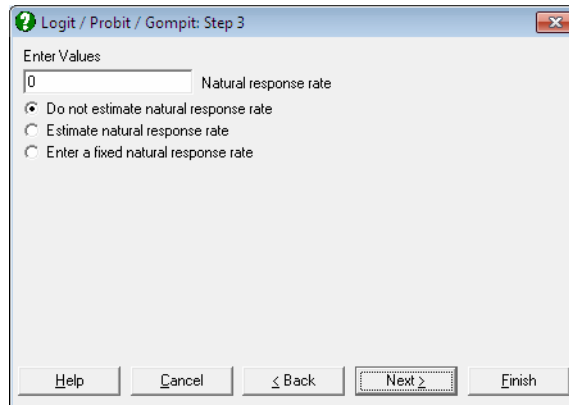 Logit / Probit / Gompit: Step 3
Enter Values
0 Natural response rate
Do not estimate natural response rate
Estimate natural response rate
Enter a fixed natural response rate
Help Cancel < Back Next > Finish